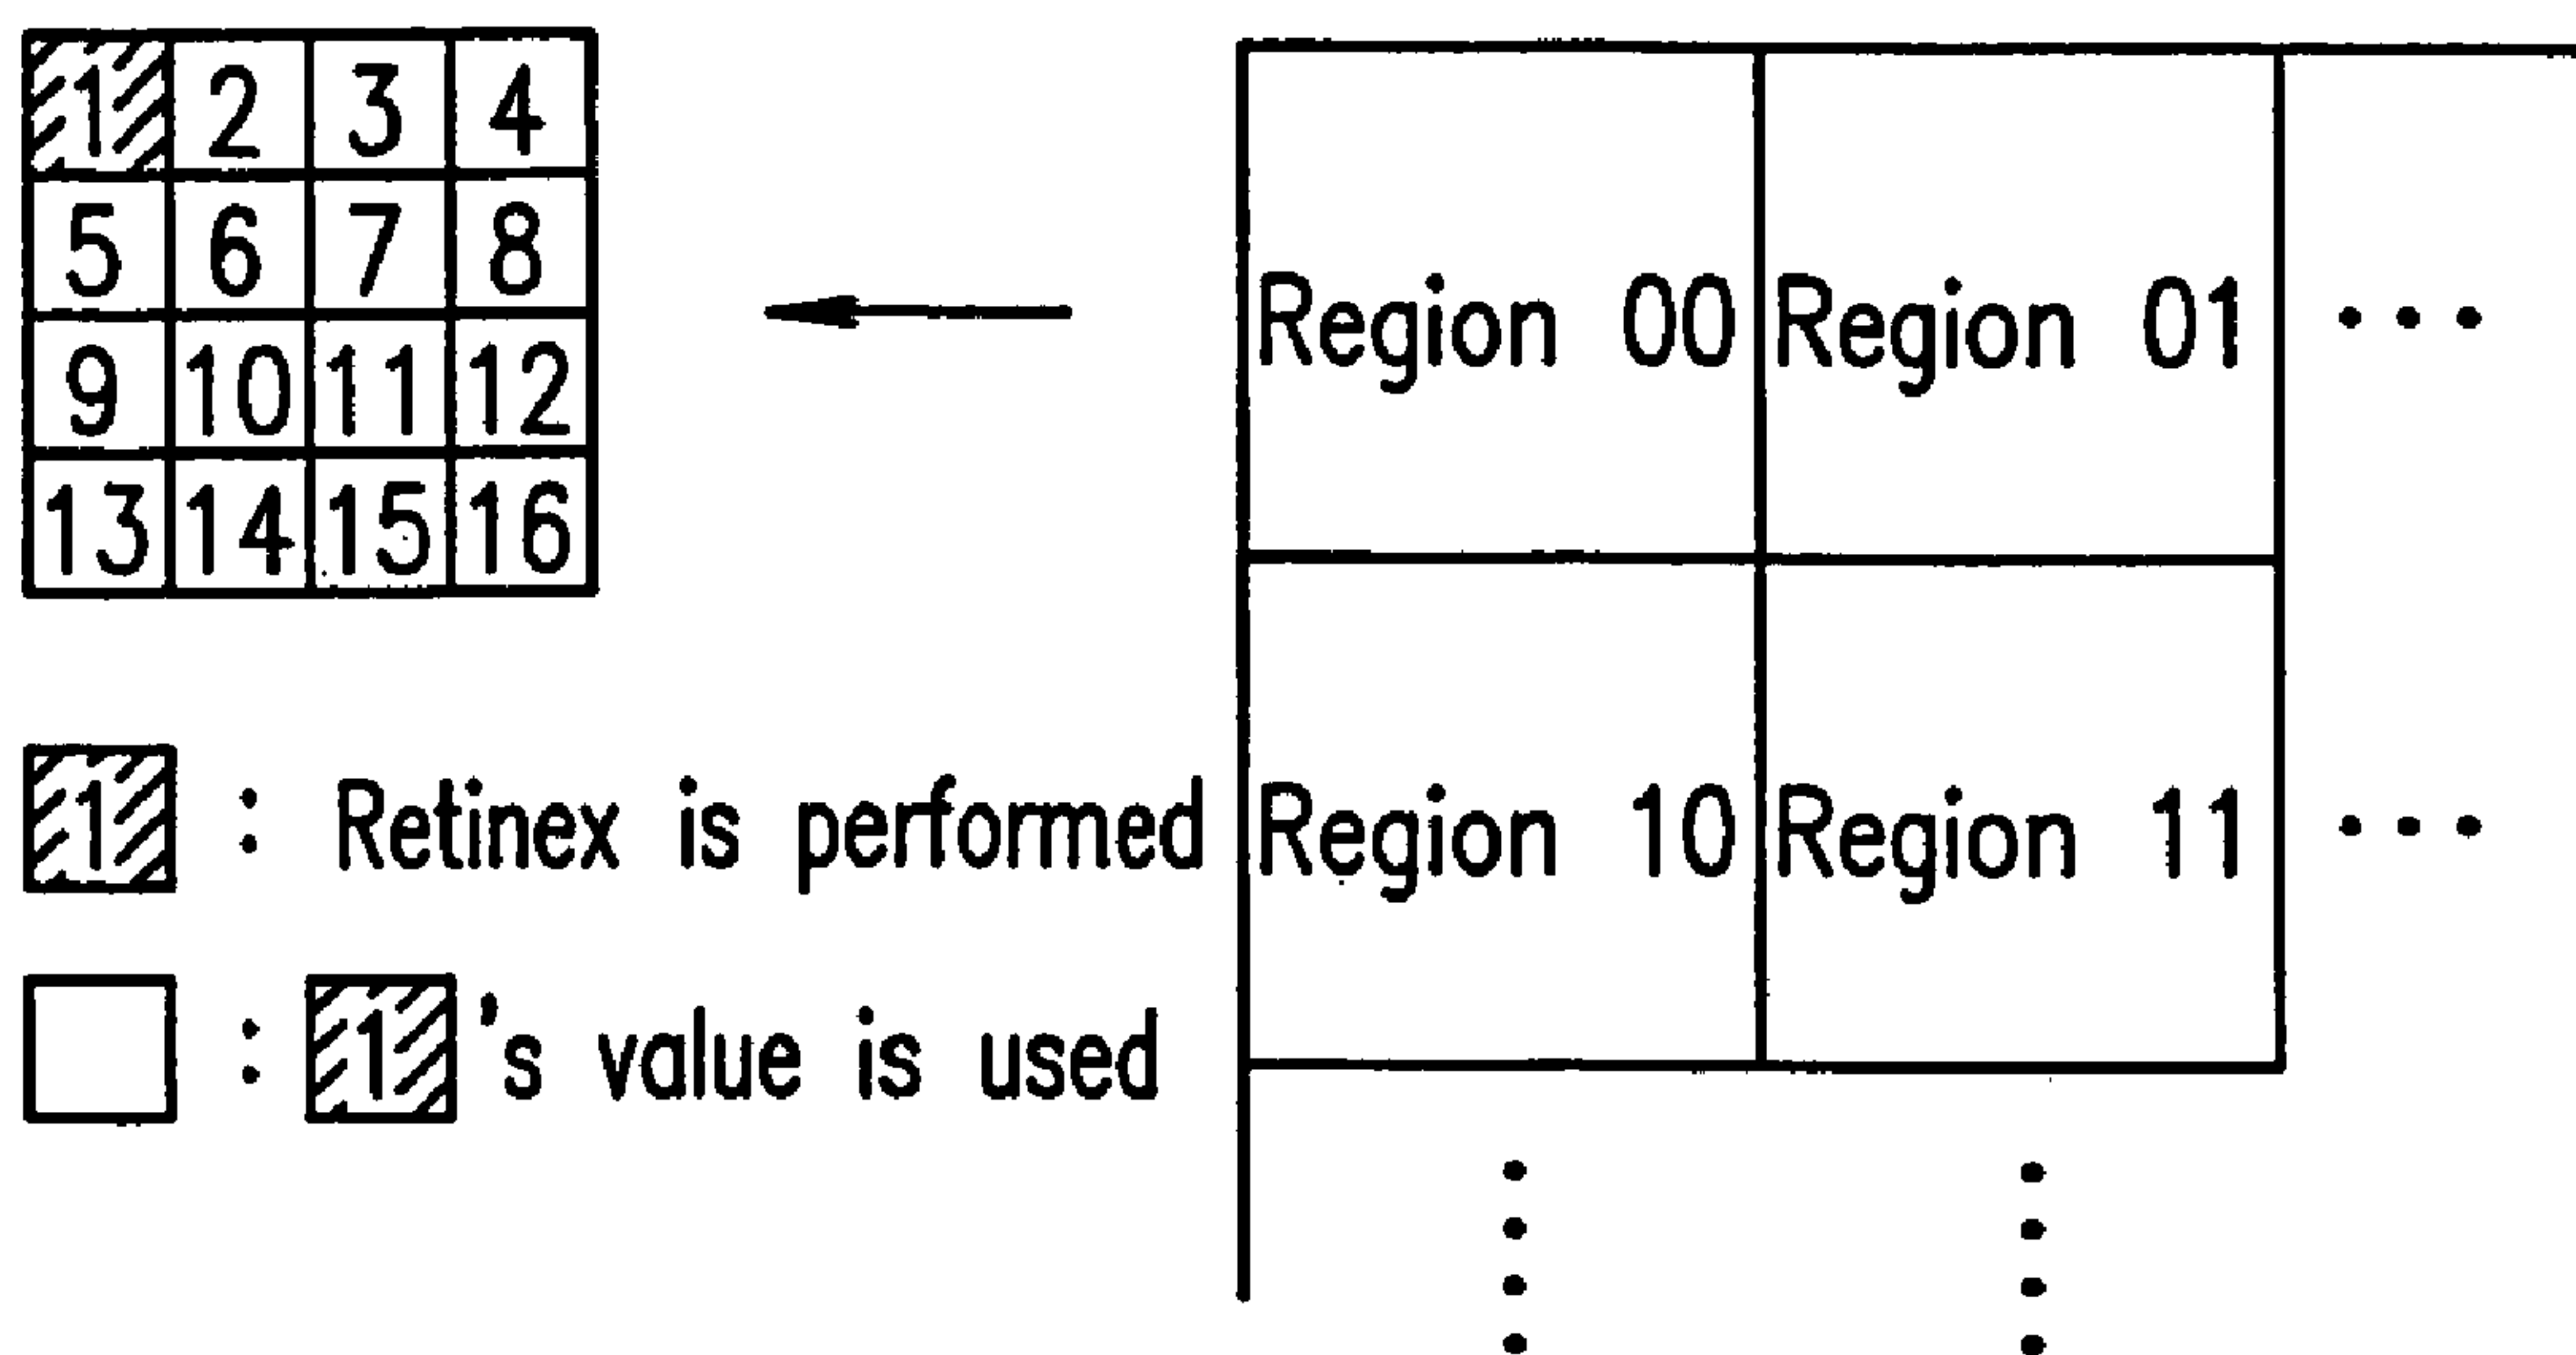 1 2 3 4
5 6 7 8
9 10 11 12
13 14 15 16
Region 00 Region 01 ...
Region 10 Region 11 ...
1 : Retinex is performed
: 1's value is used